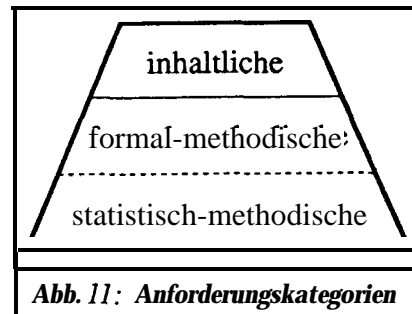 inhaltliche
formal-methodische
statistisch-methodische
Abb. 11: Anforderungskategorien